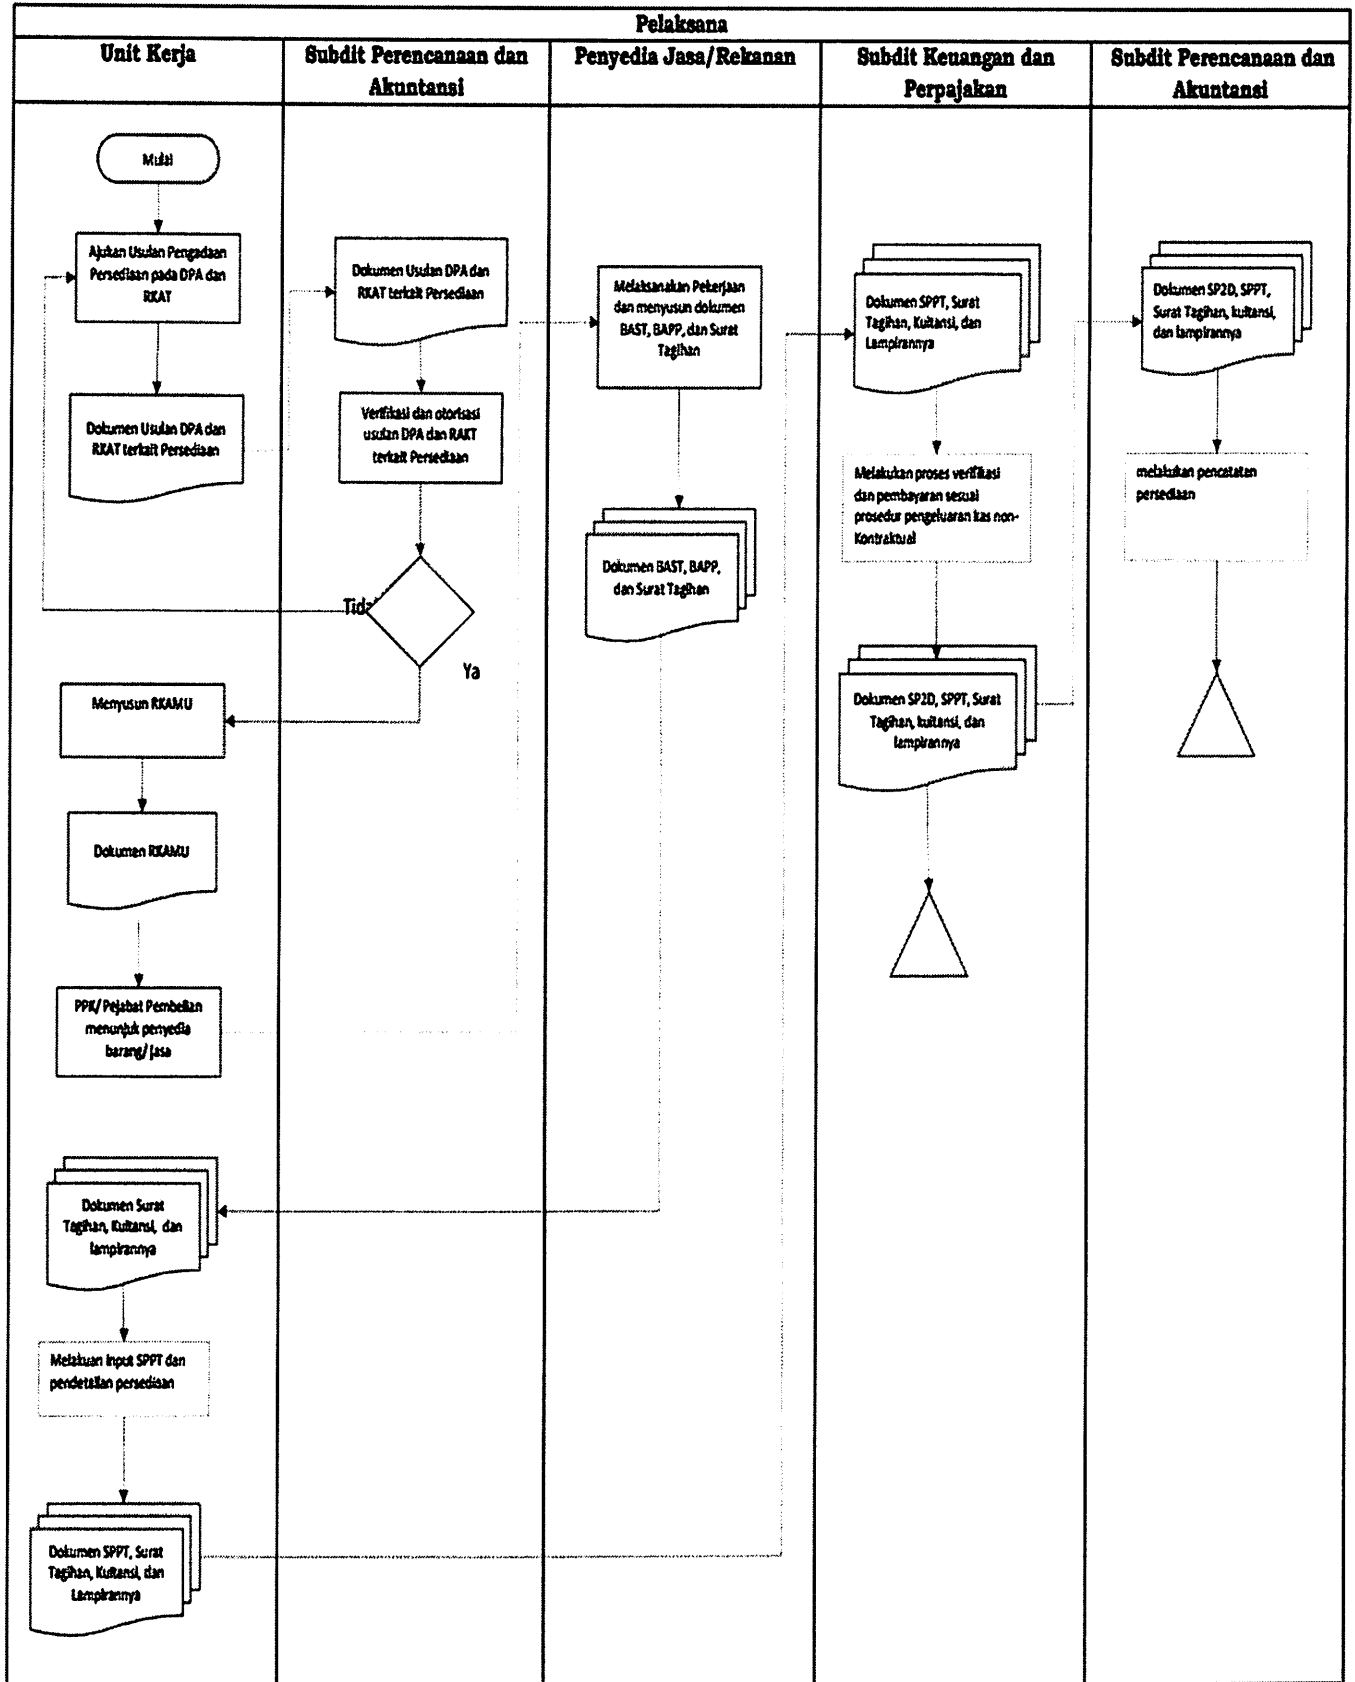 Pelaksana
Unit Kerja
Subdit Perencanaan dan
Akuntansi
Penyedia Jasa/Rekanan
Subdit Keuangan dan
Perpajakan
Subdit Perencanaan dan
Akuntansi
Mulai
Ajukan Usulan Pengadaan
Persediaan pada DPA dan
RKAT
Dokumen Usulan DPA dan
RKAT terkait Persediaan
Dokumen Usulan DPA dan
RKAT terkait Persediaan
Verifikasi dan otorisasi
usulan DPA dan RAKT
terkait Persediaan
Tida
Ya
Menyusun RKAMU
Dokumen RKAMU
PPK/ Pejabat Pembelian
menunjuk penyedia
barang/ jasa
Melaksanakan Pekerjaan
dan menyusun dokumen
BAST, BAPP, dan Surat
Tagihan
Dokumen BAST, BAPP,
dan Surat Tagihan
Dokumen Surat
Tagihan, Kuitansi, dan
lampirannya
Melakuan input SPPT dan
pendetailan persediaan
Dokumen SPPT, Surat
Tagihan, Kuitansi, dan
Lampirannya
Dokumen SPPT, Surat
Tagihan, Kuitansi, dan
Lampirannya
Melakukan proses verifikasi
dan pembayaran sesuai
prosedur pengeluaran kas non-
Kontraktual
Dokumen SP2D, SPPT, Surat
Tagihan, kuitansi, dan
lampirannya
Dokumen SP2D, SPPT,
Surat Tagihan, kuitansi,
dan lampirannya
melakukan pencatatan
persediaan